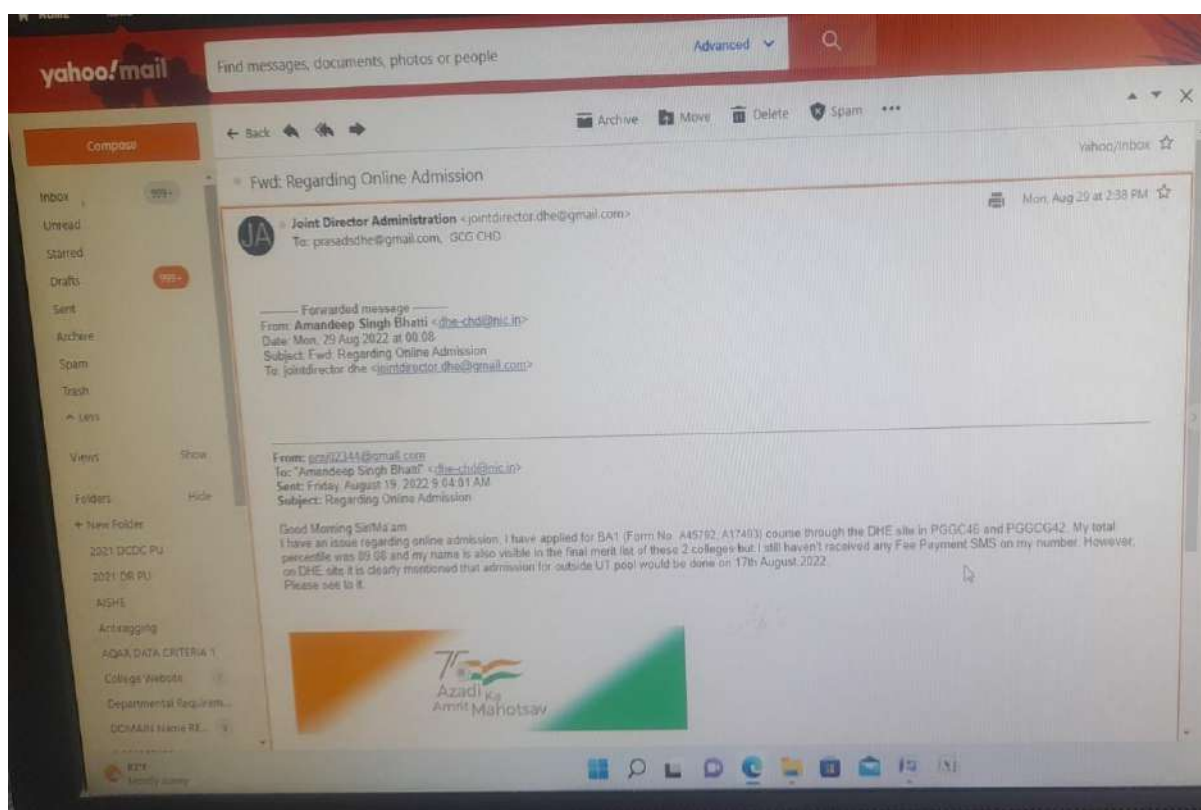 HOME
yahoo!mail
Find messages, documents, photos or people
Advanced
Compose
← Back
Archive
Move
Delete
Spam
Yahoo/Inbox
Inbox 999+
Unread
Starred
Drafts 999+
Sent
Archive
Spam
Trash
Less
Views Show
Folders Hide
+ New Folder
2021 DCDC PU
2021 DR PU
AISHE
Antiragging
AQAR DATA CRITERIA 1
College Website
Departmental Requirem...
DOMAIN Name RE...
Fwd: Regarding Online Admission
Mon, Aug 29 at 2:38 PM
JA
Joint Director Administration <jointdirector.dhe@gmail.com>
To: prasadsdhe@gmail.com, GCG CHD
----- Forwarded message -----
From: Amandeep Singh Bhatti <dhe-chd@nic.in>
Date: Mon, 29 Aug 2022 at 00:08
Subject: Fwd: Regarding Online Admission
To: jointdirector dhe <jointdirector.dhe@gmail.com>
From:
To: "Amandeep Singh Bhatti" <dhe-chd@nic.in>
Sent: Friday, August 19, 2022 9:04:01 AM
Subject: Regarding Online Admission
Good Morning Sir/Ma'am
I have an issue regarding online admission. I have applied for BA1 (Form No. A45792, A17493) course through the DHE site in PGGC46 and PGGCG42. My total
percentile was 89.08 and my name is also visible in the final merit list of these 2 colleges but I still haven't received any Fee Payment SMS on my number. However,
on DHE site it is clearly mentioned that admission for outside UT pool would be done on 17th August,2022.
Please see to it.
75
Azadi Ka
Amrit Mahotsav